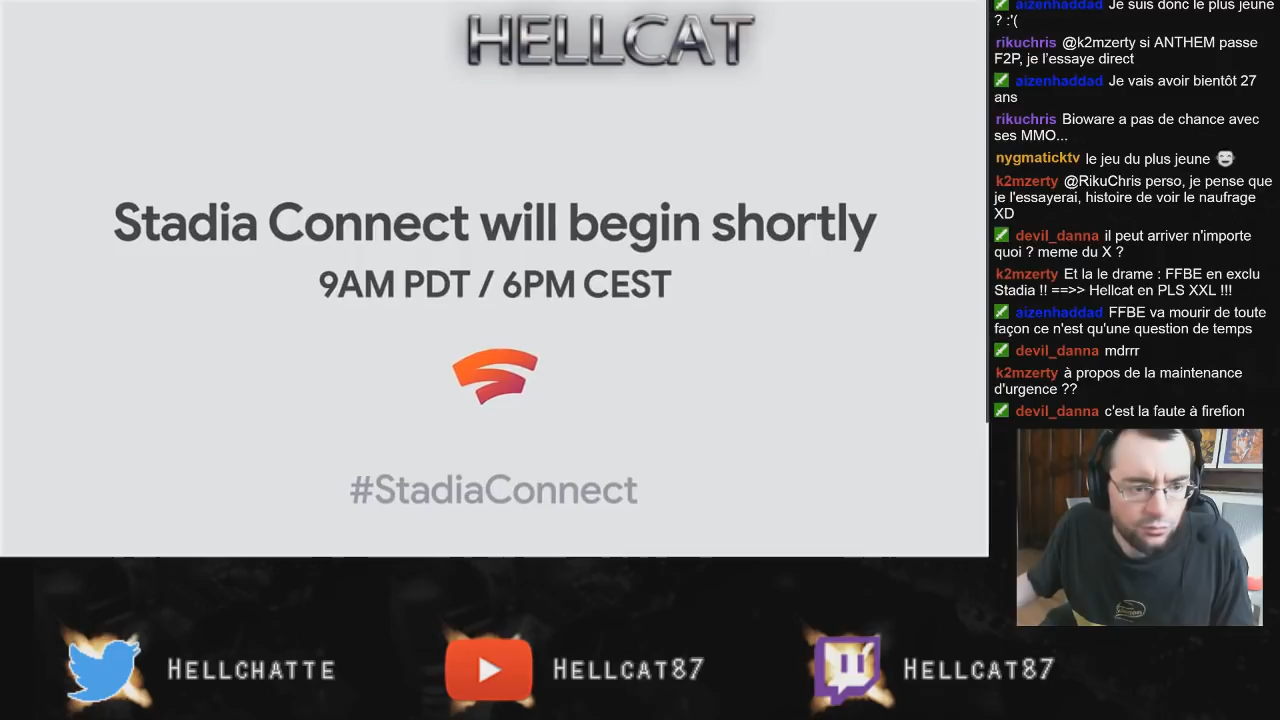 HELLCAT
Stadia Connect will begin shortly
9AM PDT / 6PM CEST
#StadiaConnect
aizenhaddad Je suis donc le plus jeune
? :'(
rikuchris @k2mzerty si ANTHEM passe
F2P, je l'essaye direct
aizenhaddad Je vais avoir bientôt 27
ans
rikuchris Bioware a pas de chance avec
ses MMO...
nygmaticktv le jeu du plus jeune
k2mzerty @RikuChris perso, je pense que
je l'essayerai, histoire de voir le naufrage
XD
devil_danna il peut arriver n'importe
quoi ? meme du X ?
k2mzerty Et la le drame : FFBE en exclu
Stadia !! ==>> Hellcat en PLS XXL !!!
aizenhaddad FFBE va mourir de toute
façon ce n'est qu'une question de temps
devil_danna mdrrr
k2mzerty à propos de la maintenance
d'urgence ??
devil_danna c'est la faute à firefion
HELLCHATTE
HELLCAT87
HELLCAT87